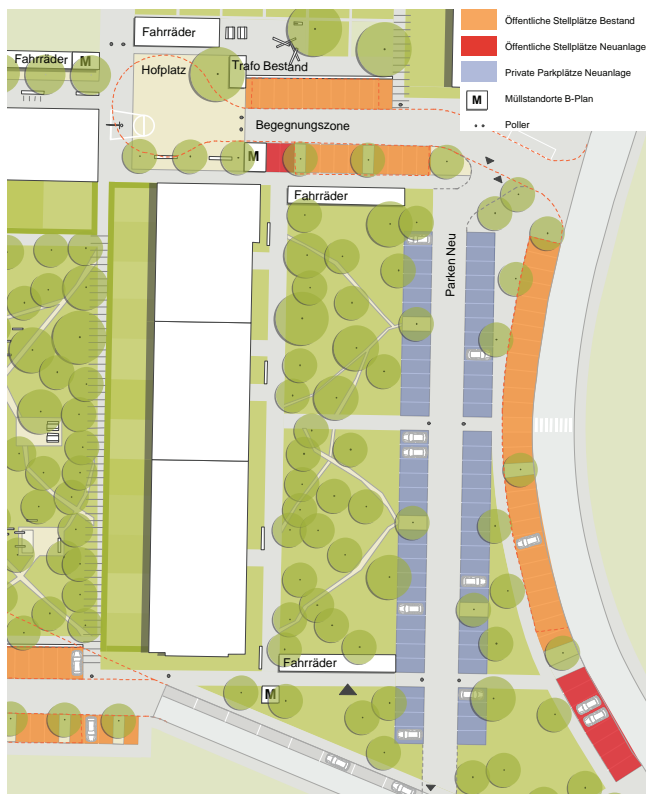 Fahrräder
Öffentliche Stellplätze Bestand
Öffentliche Stellplätze Neuanlage
Fahrräder
M
Hofplatz
Trafo Bestand
Private Parkplätze Neuanlage
M
Müllstandorte B-Plan
Begegnungszone
Poller
M
Fahrräder
Parken Neu
Fahrräder
M